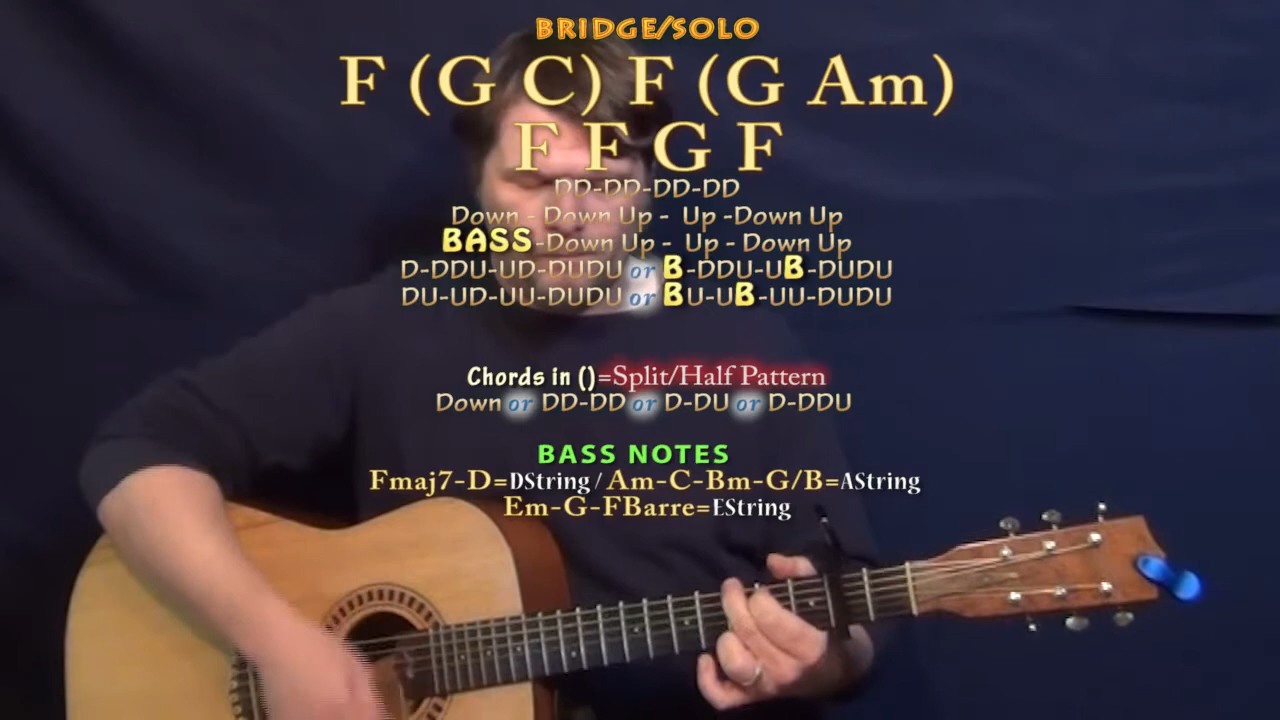 BRIDGE/SOLO
F (G C) F (G Am)
F F G F
DD-DD-DD-DD
Down - Down Up - Up -Down Up
BASS-Down Up - Up - Down Up
D-DDU-UD-DUDU or B-DDU-UB-DUDU
DU-UD-UU-DUDU or BU-UB-UU-DUDU
Chords in ()=Split/Half Pattern
Down or DD-DD or D-DU or D-DDU
BASS NOTES
Fmaj7-D=DString / Am-C-Bm-G/B=AString
Em-G-FBarre=EString